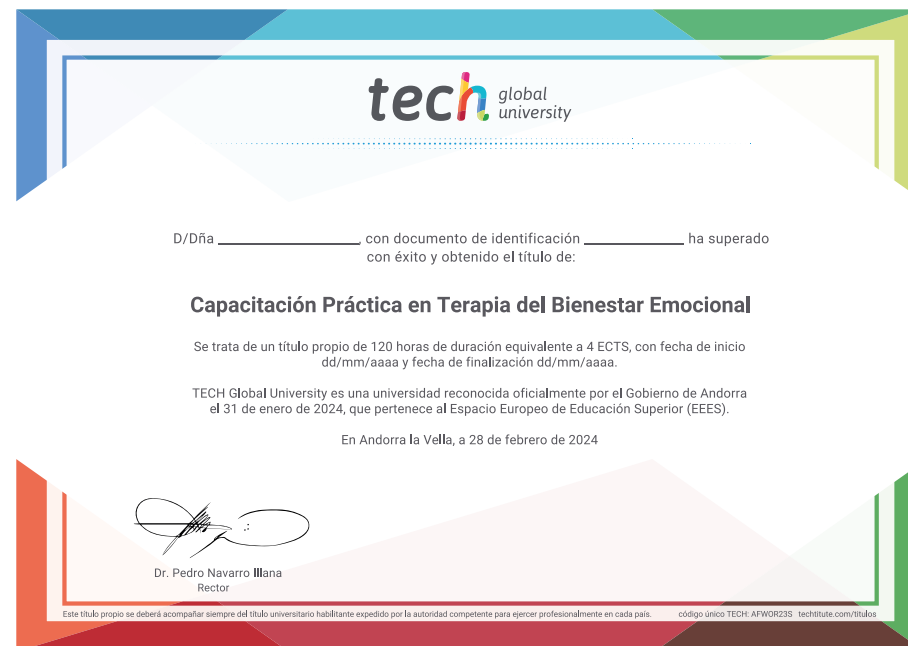 tech global
university
D/Dña ____________________, con documento de identificación ______________ ha superado
con éxito y obtenido el título de:
Capacitación Práctica en Terapia del Bienestar Emocional
Se trata de un título propio de 120 horas de duración equivalente a 4 ECTS, con fecha de inicio
dd/mm/aaaa y fecha de finalización dd/mm/aaaa.
TECH Global University es una universidad reconocida oficialmente por el Gobierno de Andorra
el 31 de enero de 2024, que pertenece al Espacio Europeo de Educación Superior (EEES).
En Andorra la Vella, a 28 de febrero de 2024
Dr. Pedro Navarro Illana
Rector
Este título propio se deberá acompañar siempre del título universitario habilitante expedido por la autoridad competente para ejercer profesionalmente en cada país. código único TECH: AFWOR23S techtitute.com/titulos